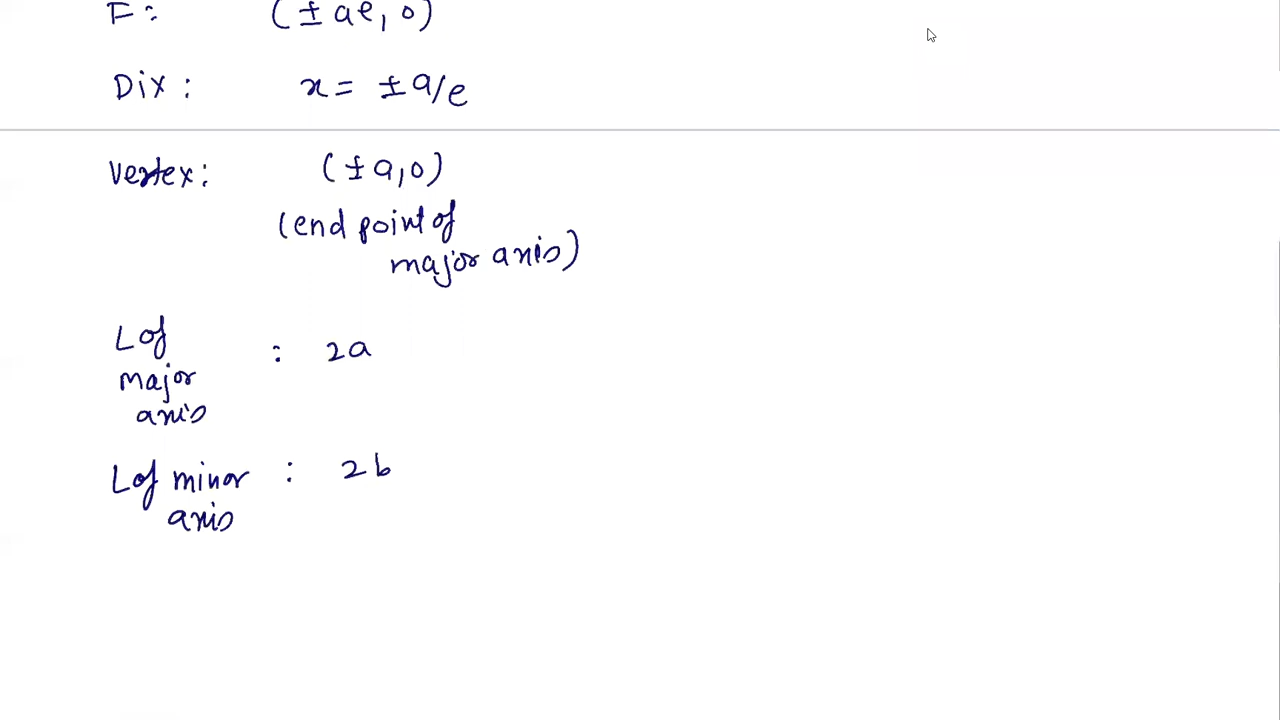 F: (± ae, 0)
Dix: x = ± a/e
Vertex: (± a, 0)
(end point of
major axis)
L of
major : 2a
axis
L of minor : 2b
axis